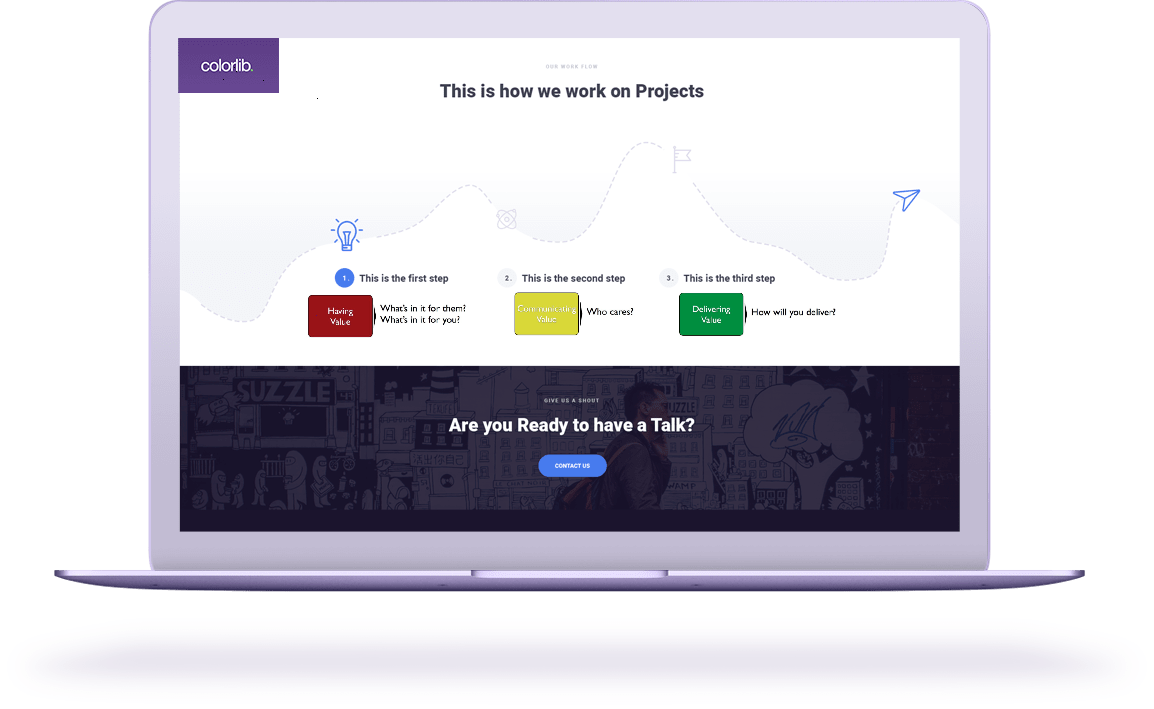 colorlib.
OUR WORK FLOW
This is how we work on Projects
1. This is the first step
2. This is the second step
3. This is the third step
Having
Value
What's in it for them?
What's in it for you?
Communicating
Value
Who cares?
Delivering
Value
How will you deliver?
SUZZLE
GIVE US A SHOUT
UZZLE
Are you Ready to have a Talk?
CONTACT US